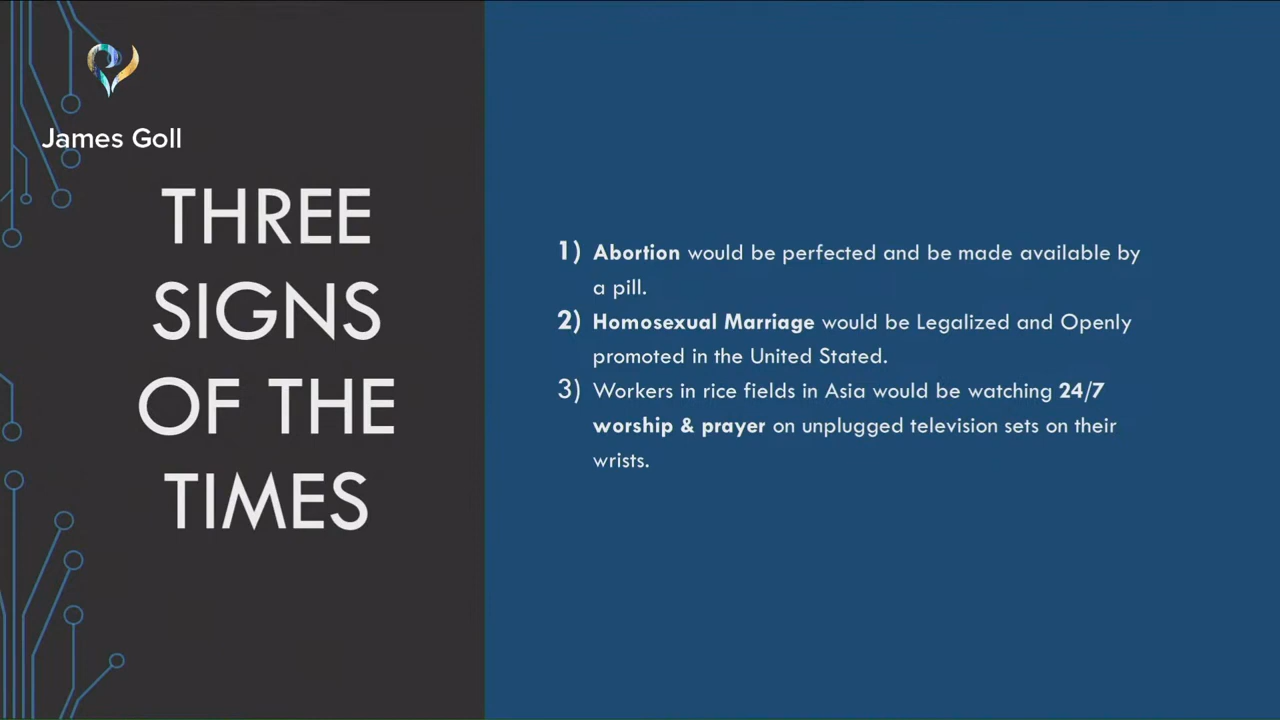 James Goll
THREE
SIGNS
OF THE
TIMES
1) Abortion would be perfected and be made available by
a pill.
2) Homosexual Marriage would be Legalized and Openly
promoted in the United Stated.
3) Workers in rice fields in Asia would be watching 24/7
worship & prayer on unplugged television sets on their
wrists.